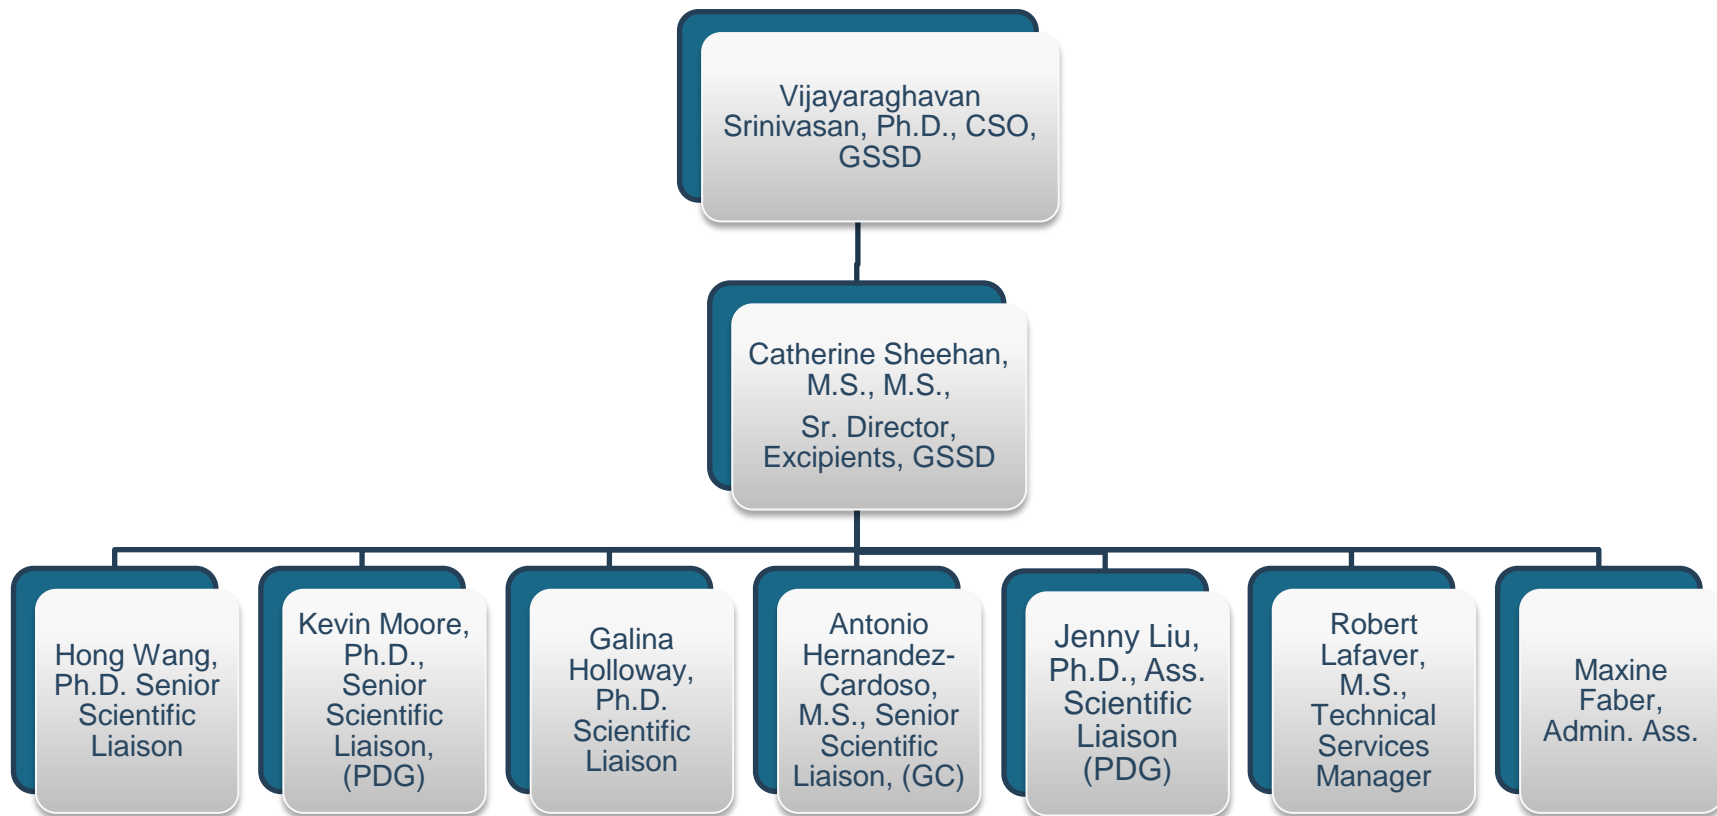 Vijayaraghavan
Srinivasan, Ph.D., CSO,
GSSD
Catherine Sheehan,
M.S., M.S.,
Sr. Director,
Excipients, GSSD
Hong Wang,
Ph.D. Senior
Scientific
Liaison
Kevin Moore,
Ph.D.,
Senior
Scientific
Liaison,
(PDG)
Galina
Holloway,
Ph.D.
Scientific
Liaison
Antonio
Hernandez-
Cardoso,
M.S., Senior
Scientific
Liaison, (GC)
Jenny Liu,
Ph.D., Ass.
Scientific
Liaison
(PDG)
Robert
Lafaver,
M.S.,
Technical
Services
Manager
Maxine
Faber,
Admin. Ass.